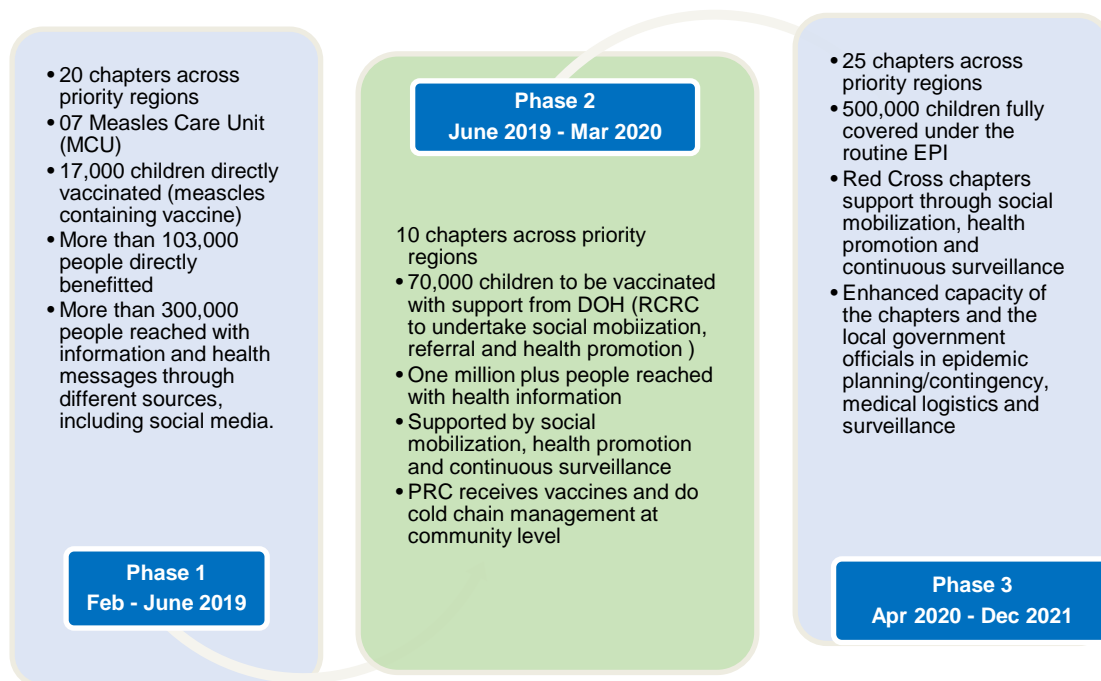 • 20 chapters across
priority regions
• 07 Measles Care Unit
(MCU)
• 17,000 children directly
vaccinated (meascles
containing vaccine)
• More than 103,000
people directly
benefitted
• More than 300,000
people reached with
information and health
messages through
different sources,
including social media.
Phase 1
Feb - June 2019
Phase 2
June 2019 - Mar 2020
10 chapters across priority
regions
• 70,000 children to be vaccinated
with support from DOH (RCRC
to undertake social mobiization,
referral and health promotion )
• One million plus people reached
with health information
• Supported by social
mobilization, health promotion
and continuous surveillance
• PRC receives vaccines and do
cold chain management at
community level
• 25 chapters across
priority regions
• 500,000 children fully
covered under the
routine EPI
• Red Cross chapters
support through social
mobilization, health
promotion and
continuous surveillance
• Enhanced capacity of
the chapters and the
local government
officials in epidemic
planning/contingency,
medical logistics and
surveillance
Phase 3
Apr 2020 - Dec 2021